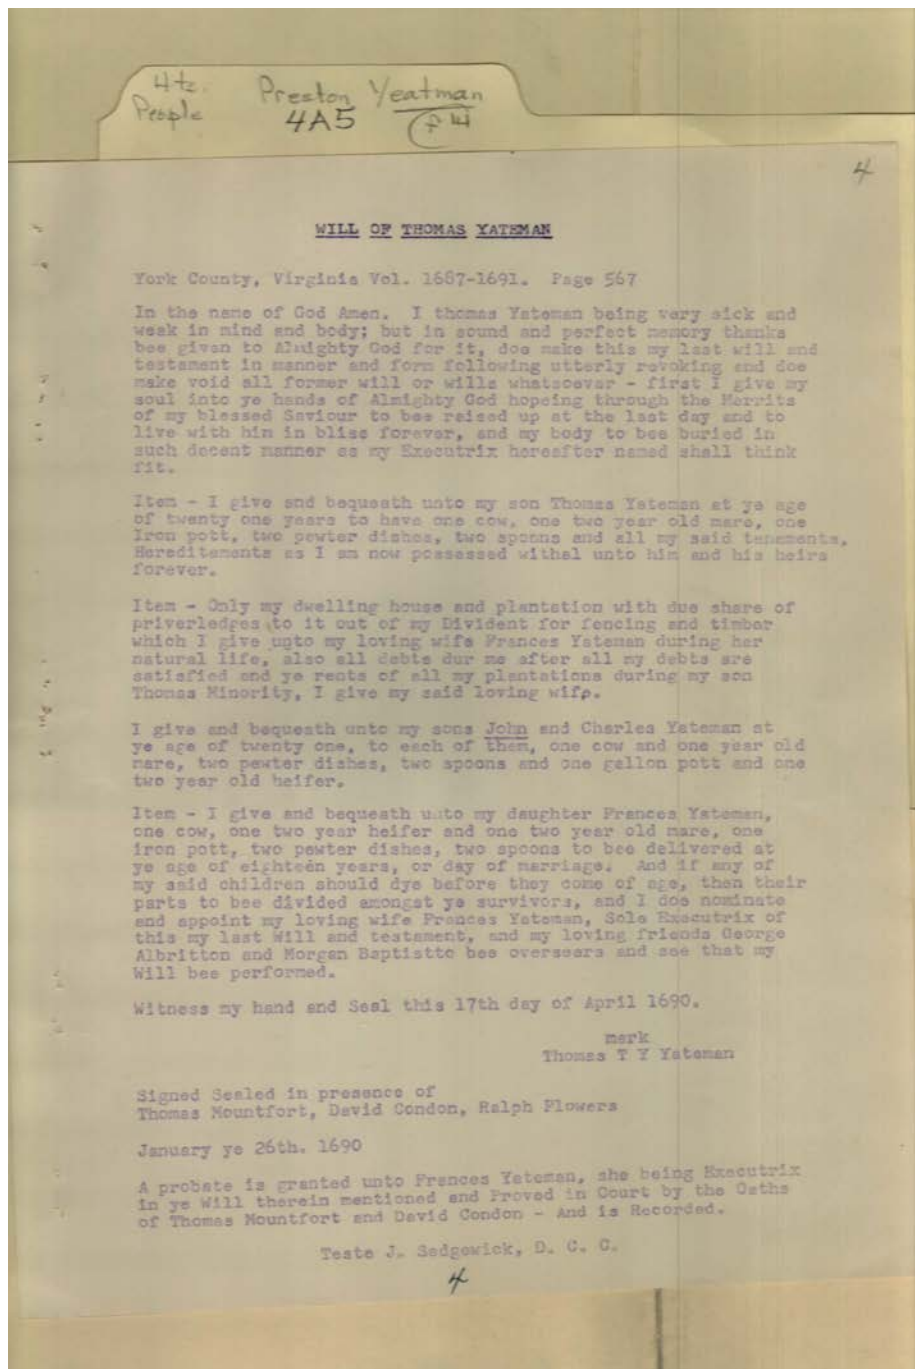 4tz. Preston Yeatman
People 4A5 f 4
4
WILL OF THOMAS YATEMAN
York County, Virginia Vol. 1687-1691. Page 567
In the name of God Amen. I thomas Yateman being very sick and
weak in mind and body; but in sound and perfect memory thanks
bee given to Almighty God for it, doe make this my last will and
testament in manner and form following utterly revoking and doe
make void all former will or wills whatsoever - first I give my
soul into ye hands of Almighty God hopeing through the Merrits
of my blessed Saviour to bee reised up at the last day and to
live with him in bliss forever, and my body to bee buried in
such decent manner as my Executrix hereafter named shall think
fit.
Item - I give and bequeath unto my son Thomas Yateman at ye age
of twenty one years to have one cow, one two year old mare, one
Iron pott, two pewter dishes, two spoons and all my said tenements,
Hereditements as I am now possessed withal unto him and his heirs
forever.
Item - Only my dwelling house and plantation with due share of
priverledges to it out of my Divident for fencing and timber
which I give unto my loving wife Frances Yateman during her
natural life, also all debts dur me after all my debts are
satisfied and ye rents of all my plantations during my son
Thomas Minority, I give my said loving wife.
I give and bequeath unto my sons John and Charles Yateman at
ye age of twenty one, to each of them, one cow and one year old
mare, two pewter dishes, two spoons and one gallon pott and one
two year old heifer.
Item - I give and bequeath unto my daughter Frances Yateman,
one cow, one two year heifer and one two year old mare, one
iron pott, two pewter dishes, two spoons to bee delivered at
ye age of eighteen years, or day of marriage. And if any of
my said children should dye before they come of age, then their
parts to bee divided amongst ye survivors, and I doe nominate
and appoint my loving wife Frances Yateman, Sole Executrix of
this my last Will and testament, and my loving friends George
Albritton and Morgan Baptistto bee overseers and see that my
Will bee performed.
Witness my hand and Seal this 17th day of April 1690.
mark
Thomas T Y Yateman
Signed Sealed in presence of
Thomas Mountfort, David Condon, Ralph Flowers
January ye 26th. 1690
A probate is granted unto Frances Yateman, she being Executrix
in ye Will therein mentioned and Proved in Court by the Oaths
of Thomas Mountfort and David Condon - And is Recorded.
Teste J. Sedgewick, D. C. C.
4